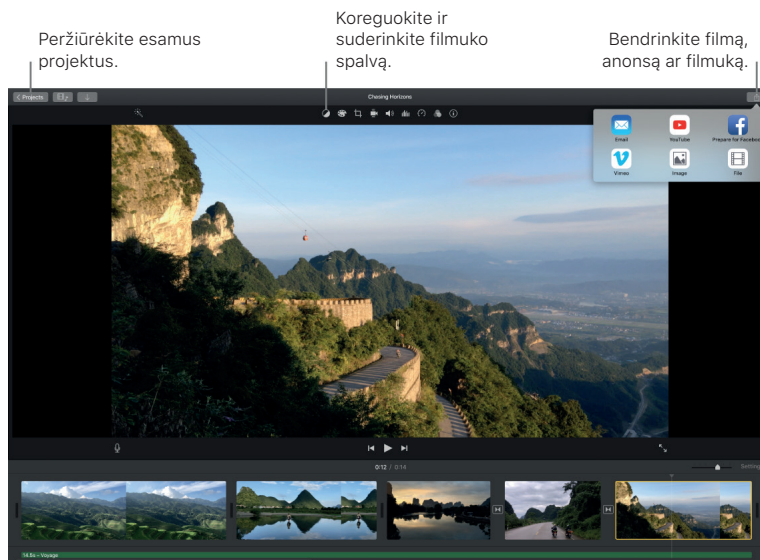 Peržiūrėkite esamus
projektus.
Koreguokite ir
suderinkite filmuko
spalvą.
Bendrinkite filmą,
anonsą ar filmuką.
Projects
Chasing Horizons
Email
YouTube
Prepare for Facebook
Vimeo
Image
File
0:12 / 0:14
Settings
14.5s – Voyage